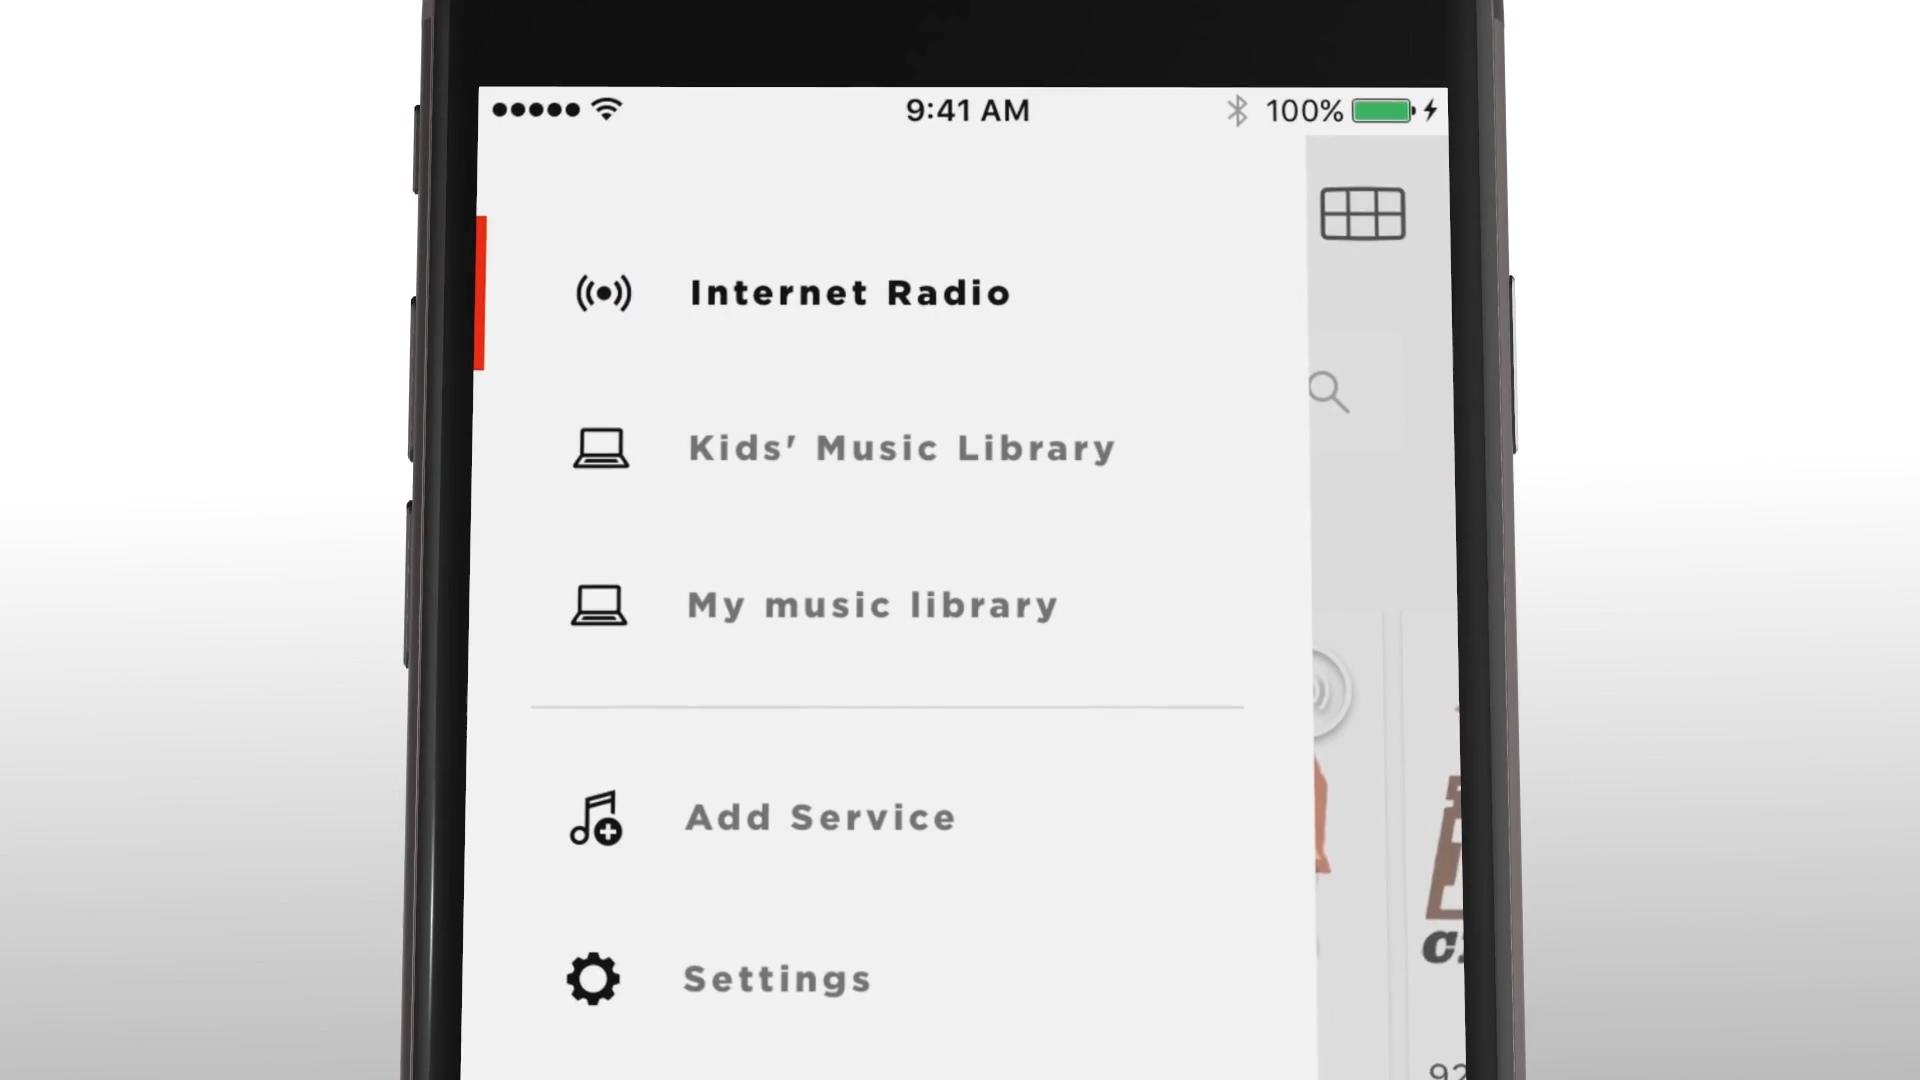 9:41 AM
100%
Internet Radio
Kids' Music Library
My music library
Add Service
Settings